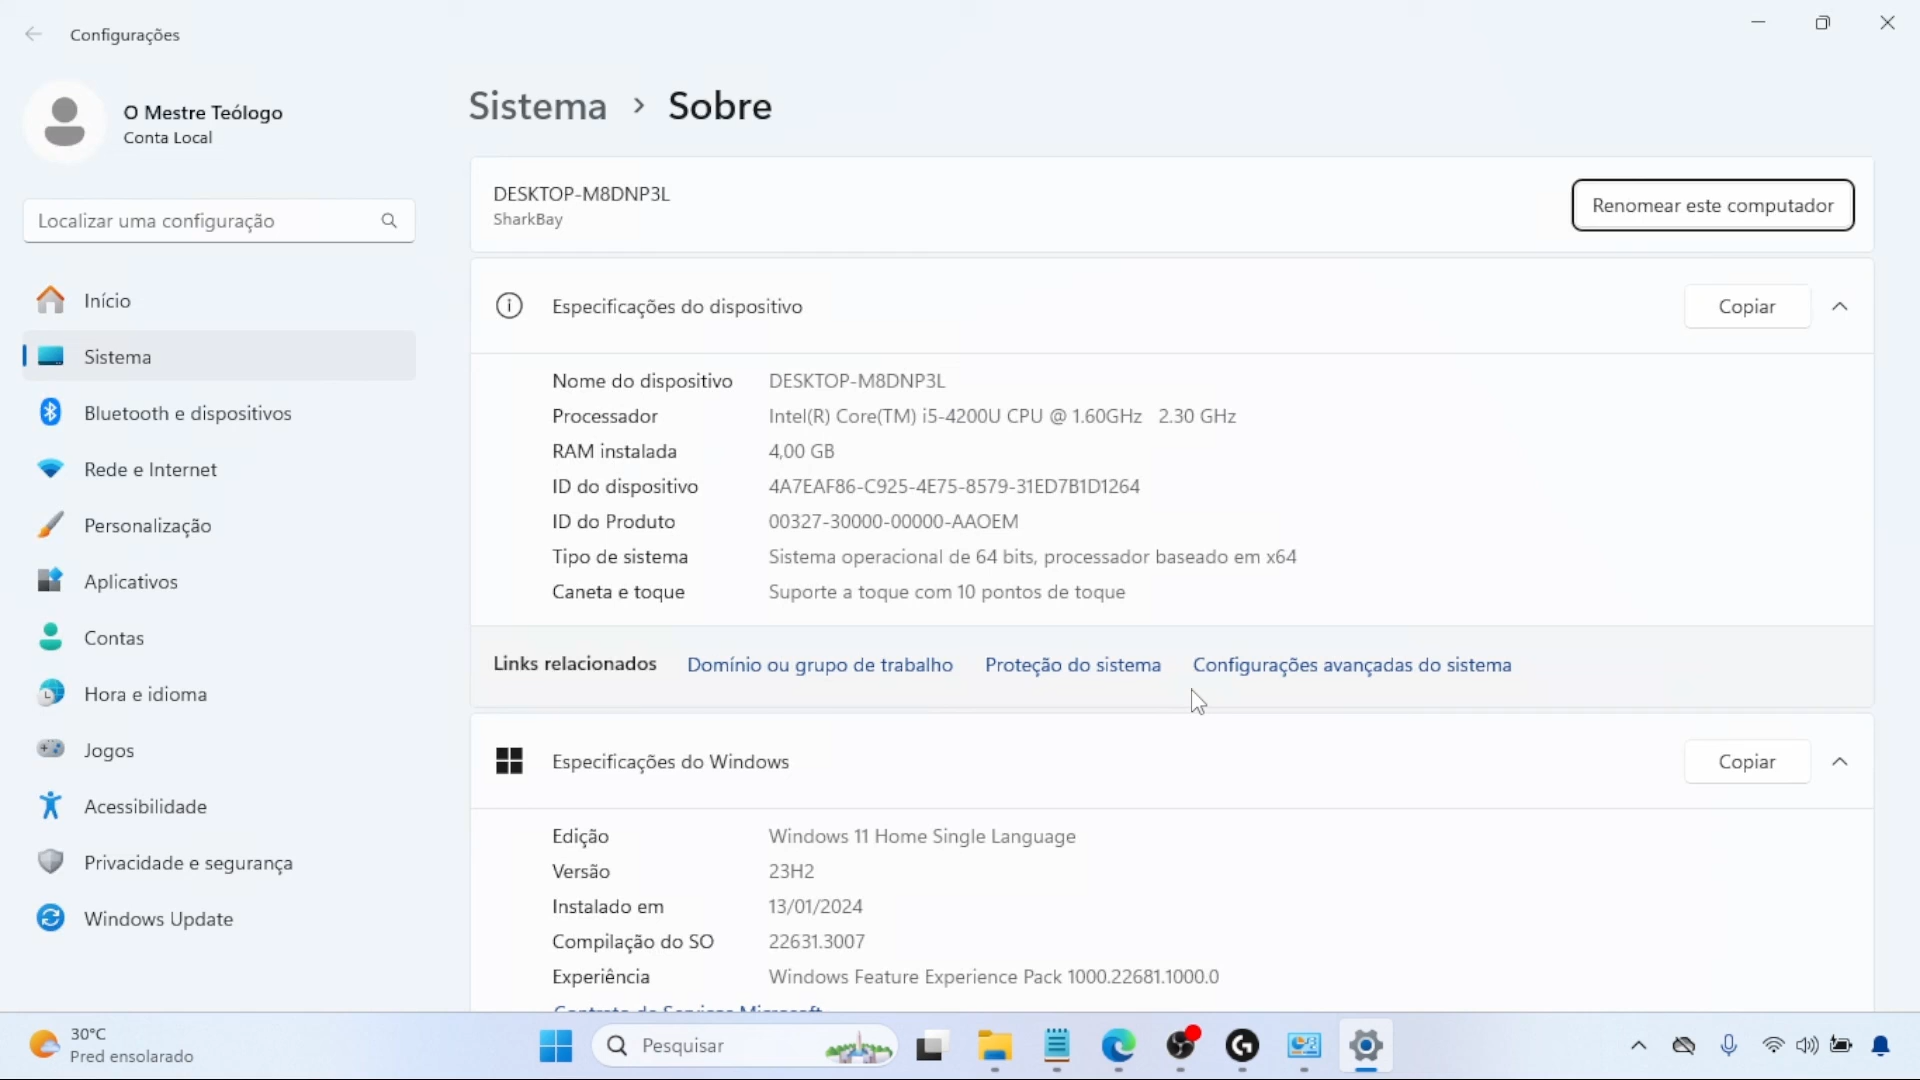 Configurações
O Mestre Teólogo
Conta Local
Localizar uma configuração
Início
Sistema
Bluetooth e dispositivos
Rede e Internet
Personalização
Aplicativos
Contas
Hora e idioma
Jogos
Acessibilidade
Privacidade e segurança
Windows Update
Sistema > Sobre
DESKTOP-M8DNP3L
SharkBay
Renomear este computador
Especificações do dispositivo
Copiar
Nome do dispositivo DESKTOP-M8DNP3L
Processador Intel(R) Core(TM) i5-4200U CPU @ 1.60GHz 2.30 GHz
RAM instalada 4,00 GB
ID do dispositivo 4A7EAF86-C925-4E75-8579-31ED7B1D1264
ID do Produto 00327-30000-00000-AAOEM
Tipo de sistema Sistema operacional de 64 bits, processador baseado em x64
Caneta e toque Suporte a toque com 10 pontos de toque
Links relacionados Domínio ou grupo de trabalho Proteção do sistema Configurações avançadas do sistema
Especificações do Windows
Copiar
Edição Windows 11 Home Single Language
Versão 23H2
Instalado em 13/01/2024
Compilação do SO 22631.3007
Experiência Windows Feature Experience Pack 1000.22681.1000.0
Contrato de Serviços Microsoft
30°C
Pred ensolarado
Pesquisar